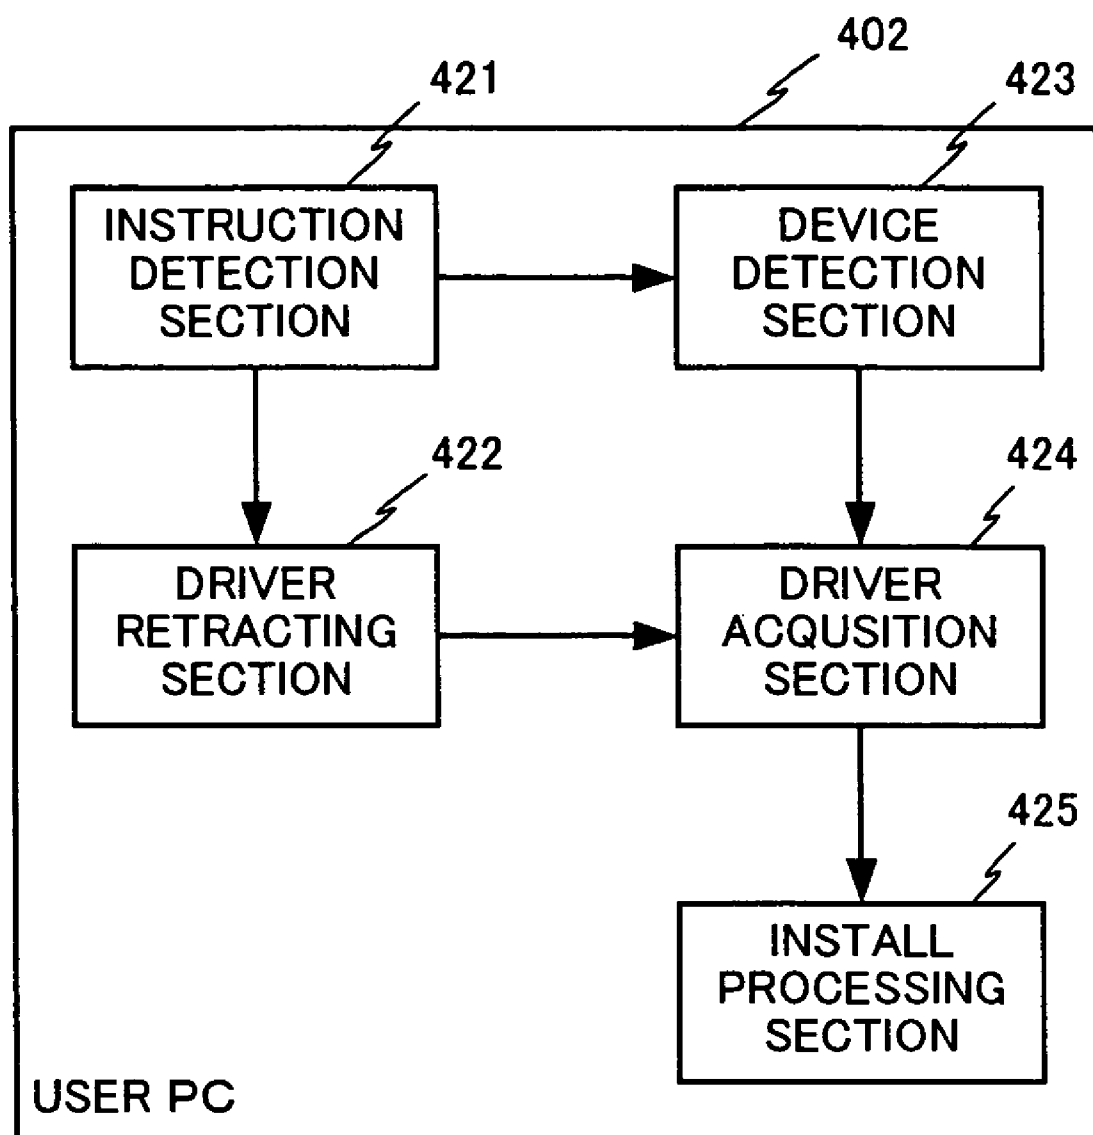 402
421
423
INSTRUCTION
DETECTION
SECTION
DEVICE
DETECTION
SECTION
422
424
DRIVER
RETRACTING
SECTION
DRIVER
ACQUSITION
SECTION
425
INSTALL
PROCESSING
SECTION
USER PC